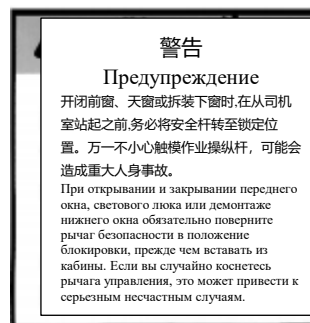 警告
Предупреждение
开闭前窗、天窗或拆装下窗时,在从司机
室站起之前,务必将安全杆转至锁定位
置。万一不小心触模作业操纵杆，可能会
造成重大人身事故。
При открывании и закрывании переднего
окна, светового люка или демонтаже
нижнего окна обязательно поверните
рычаг безопасности в положение
блокировки, прежде чем вставать из
кабины. Если вы случайно коснетесь
рычага управления, это может привести к
серьезным несчастным случаям.